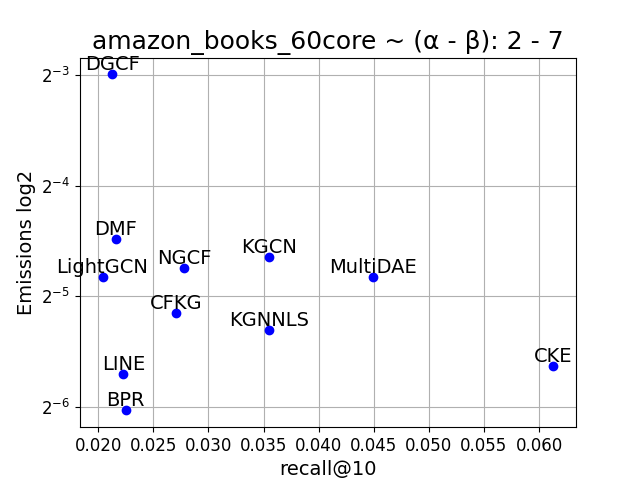 amazon_books_60core ~ (α - β): 2 - 7
DGCF
DMF
LightGCN
NGCF
KGCN
MultiDAE
CFKG
KGNNLS
LINE
CKE
BPR
Emissions log2
2⁻³
2⁻⁴
2⁻⁵
2⁻⁶
0.020 0.025 0.030 0.035 0.040 0.045 0.050 0.055 0.060
recall@10